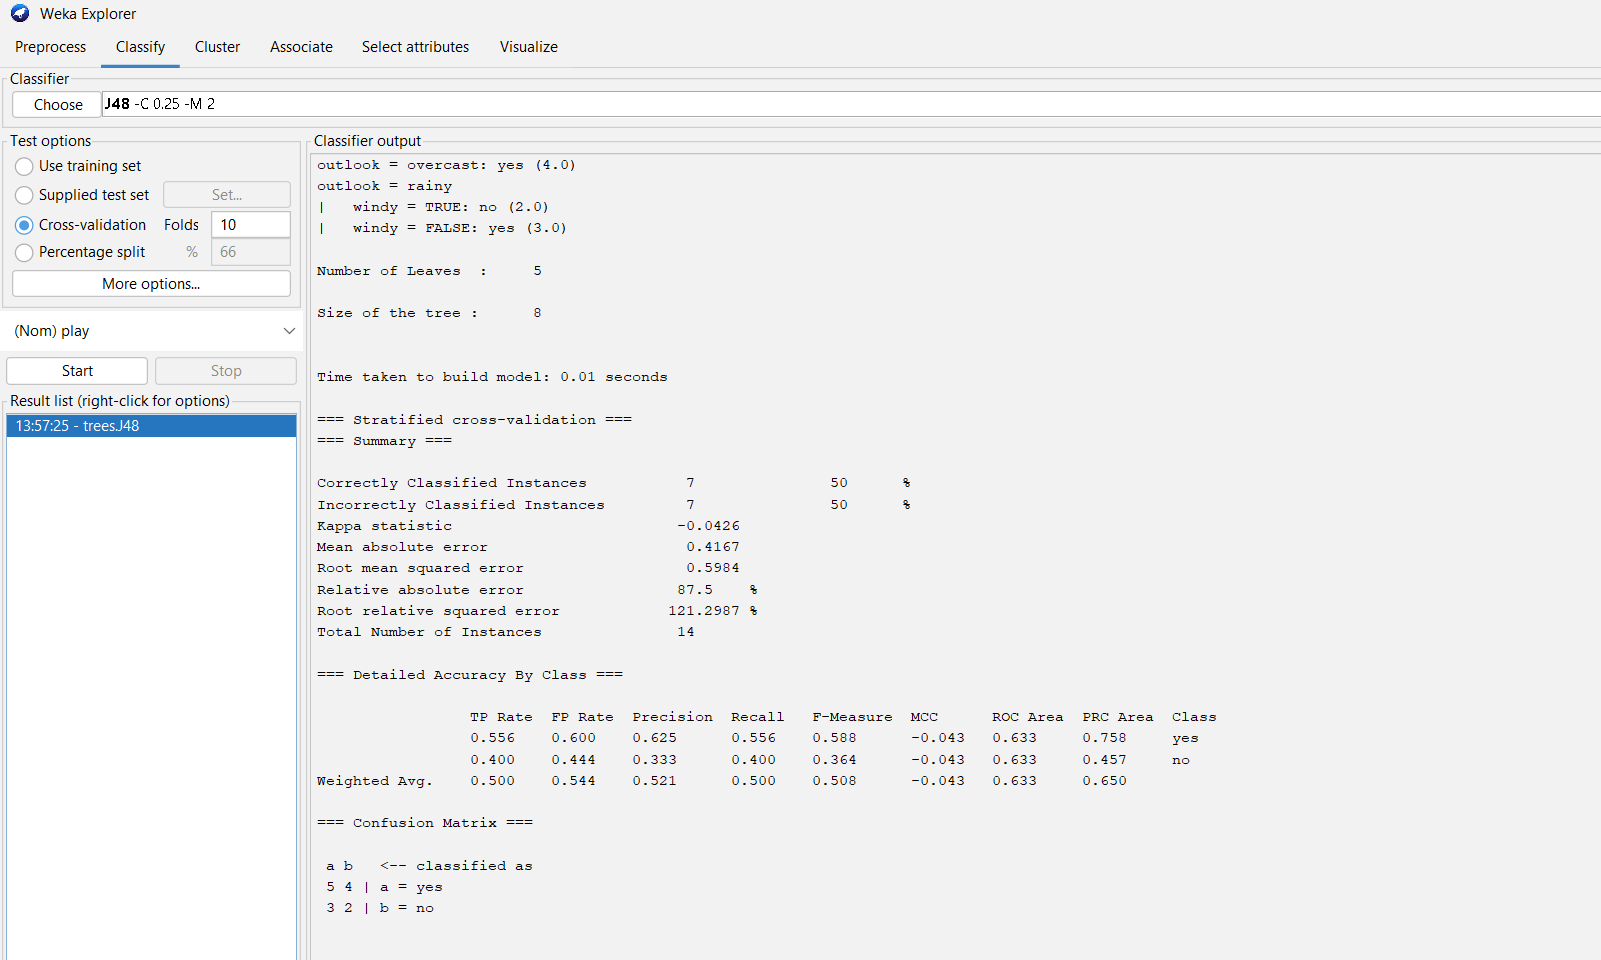 Weka Explorer
Preprocess Classify Cluster Associate Select attributes Visualize
Classifier
Choose J48 -C 0.25 -M 2
Test options
Use training set
Supplied test set Set...
Cross-validation Folds 10
Percentage split % 66
More options...
(Nom) play
Start Stop
Result list (right-click for options)
13:57:25 - trees.J48
Classifier output
outlook = overcast: yes (4.0)
outlook = rainy
|   windy = TRUE: no (2.0)
|   windy = FALSE: yes (3.0)
Number of Leaves  : 5
Size of the tree : 8
Time taken to build model: 0.01 seconds
=== Stratified cross-validation ===
=== Summary ===
Correctly Classified Instances 7 50 %
Incorrectly Classified Instances 7 50 %
Kappa statistic -0.0426
Mean absolute error 0.4167
Root mean squared error 0.5984
Relative absolute error 87.5 %
Root relative squared error 121.2987 %
Total Number of Instances 14
=== Detailed Accuracy By Class ===
TP Rate FP Rate Precision Recall F-Measure MCC ROC Area PRC Area Class
0.556 0.600 0.625 0.556 0.588 -0.043 0.633 0.758 yes
0.400 0.444 0.333 0.400 0.364 -0.043 0.633 0.457 no
Weighted Avg. 0.500 0.544 0.521 0.500 0.508 -0.043 0.633 0.650
=== Confusion Matrix ===
a b <-- classified as
5 4 | a = yes
3 2 | b = no